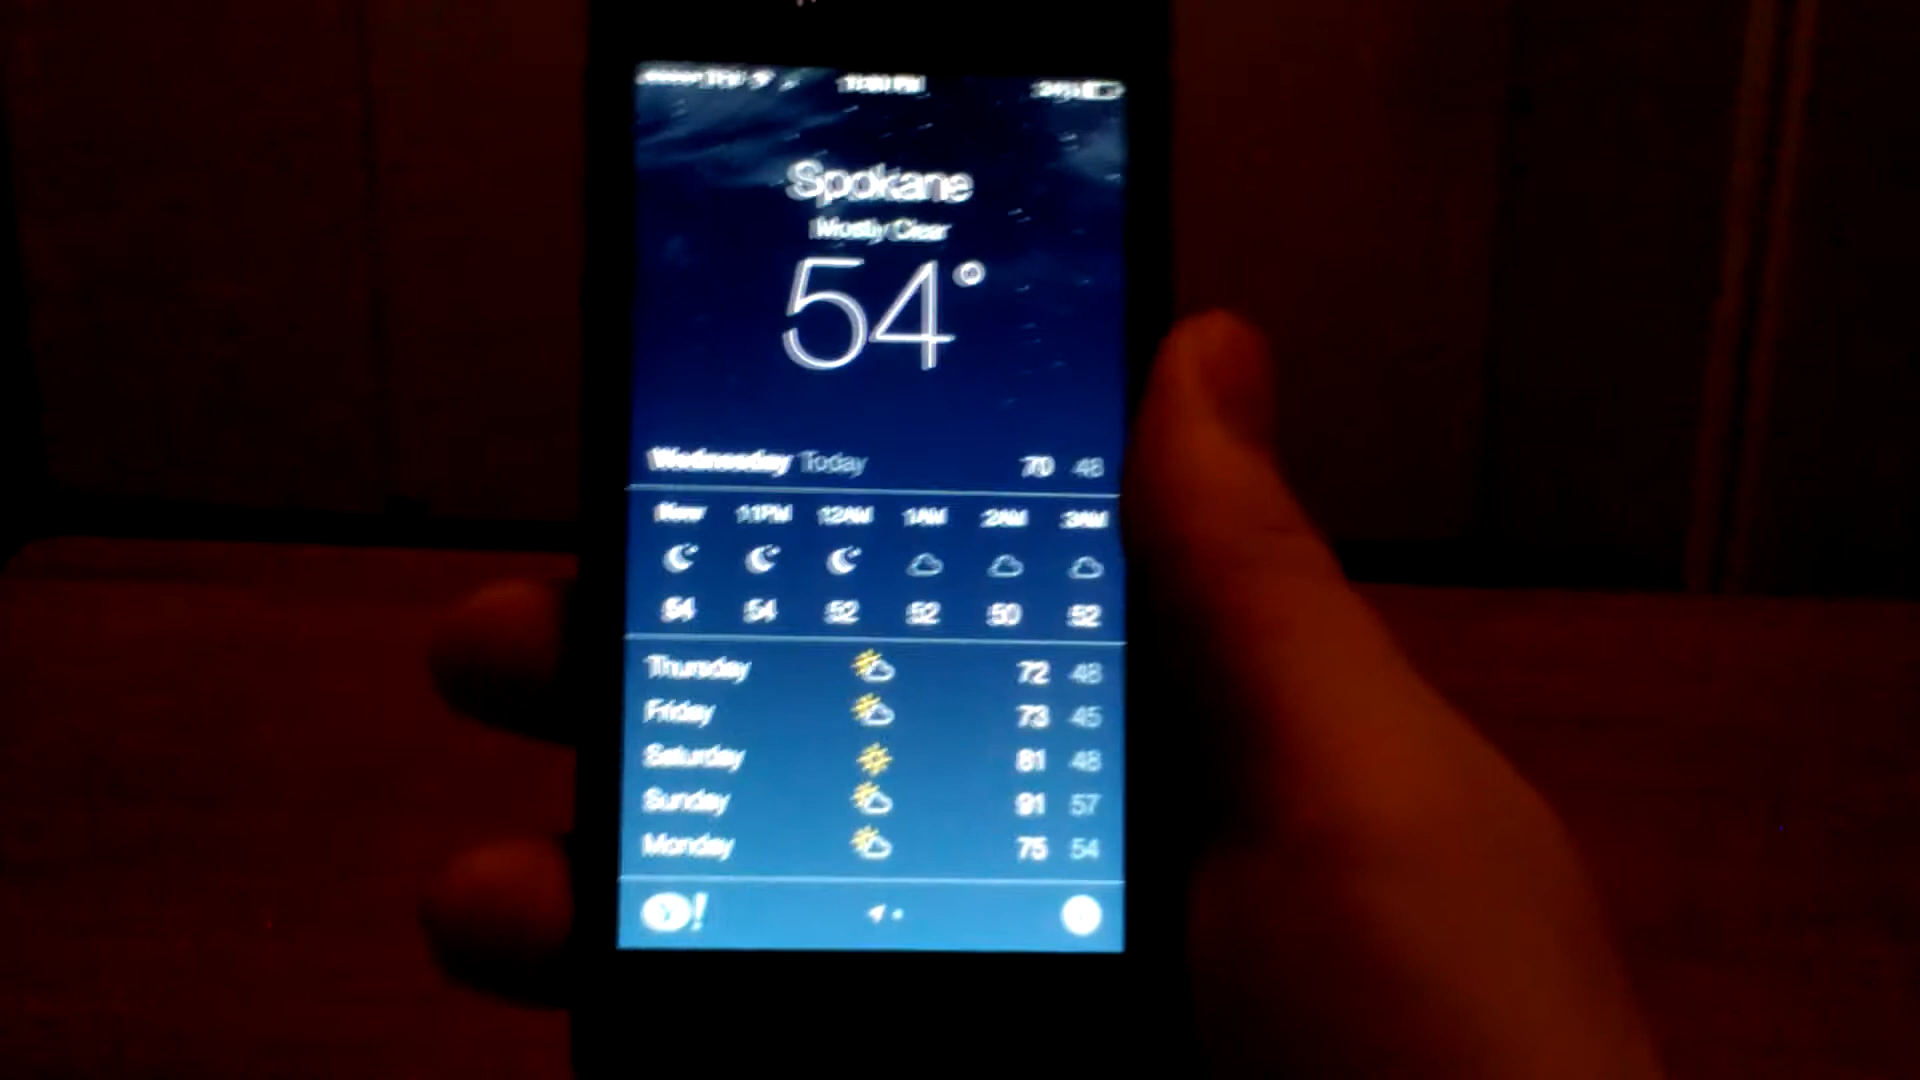 Spokane
Mostly Clear
54°
Wednesday Today 70 48
Now 11PM 12AM 1AM 2AM 3AM
54 54 52 52 50 52
Thursday 72 48
Friday 73 45
Saturday 81 48
Sunday 91 57
Monday 75 54
Y!